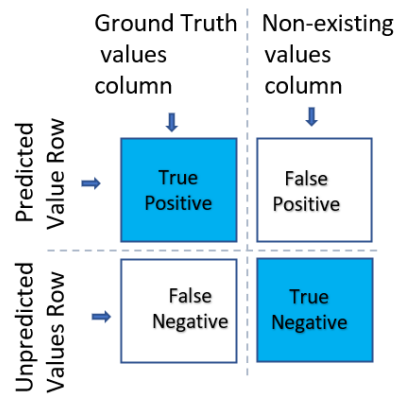 Ground Truth
values
column
Non-existing
values
column
Predicted
Value Row
True
Positive
False
Positive
Unpredicted
Values Row
False
Negative
True
Negative